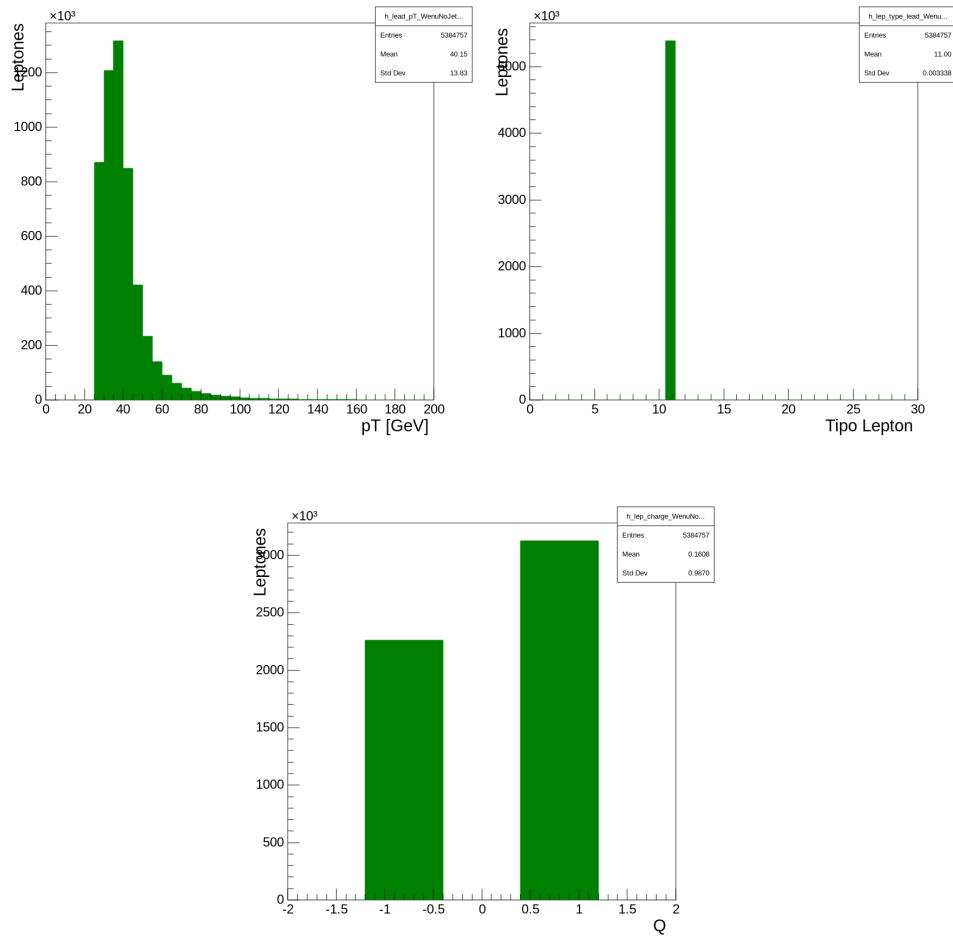 ×10³
Leptones
h_lead_pT_WenuNoJet...
Entries 5384757
Mean 40.15
Std Dev 13.83
1200
1000
800
600
400
200
0
0 20 40 60 80 100 120 140 160 180 200
pT [GeV]
×10³
Leptones
h_lep_type_lead_Wenu...
Entries 5384757
Mean 11.00
Std Dev 0.003338
5000
4000
3000
5000
2000
1000
0
0 5 10 15 20 25 30
Tipo Lepton
×10³
Leptones
h_lep_charge_WenuNo...
Entries 5384757
Mean 0.1608
Std Dev 0.9870
3000
2500
2000
1500
1000
500
0
-2 -1.5 -1 -0.5 0 0.5 1 1.5 2
Q